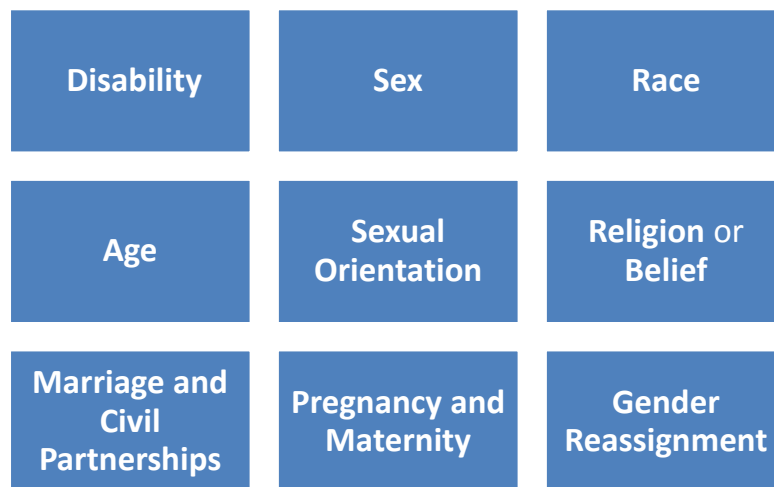 Disability
Sex
Race
Age
Sexual
Orientation
Religion or
Belief
Marriage and
Civil
Partnerships
Pregnancy and
Maternity
Gender
Reassignment